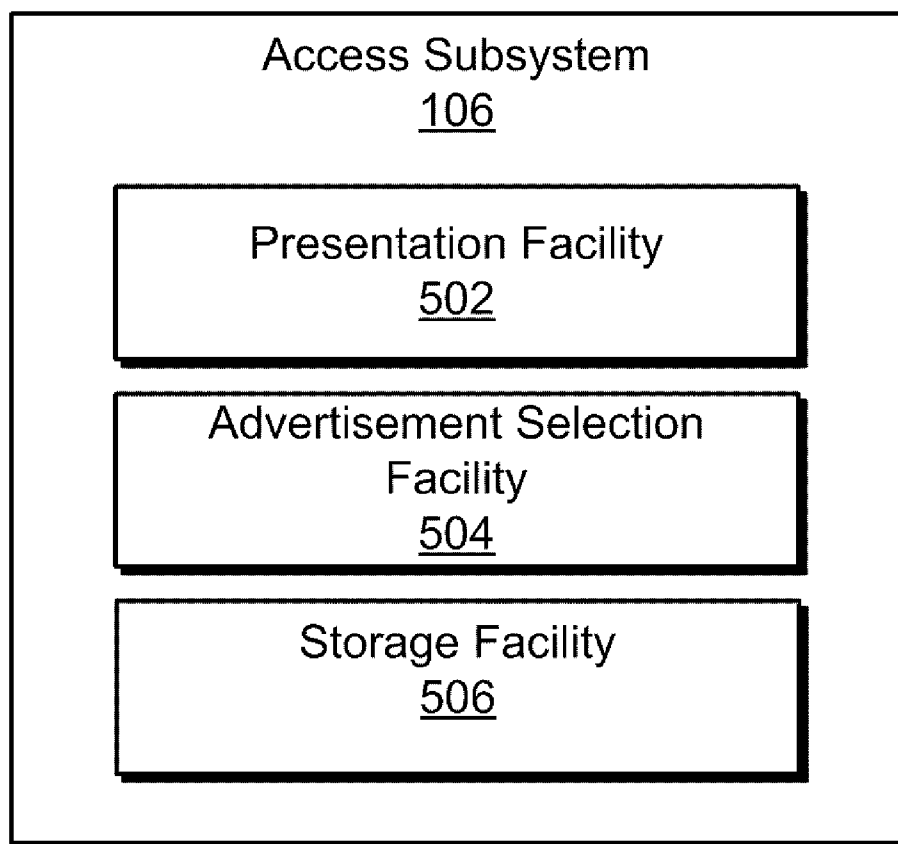 Access Subsystem
106
Presentation Facility
502
Advertisement Selection
Facility
504
Storage Facility
506